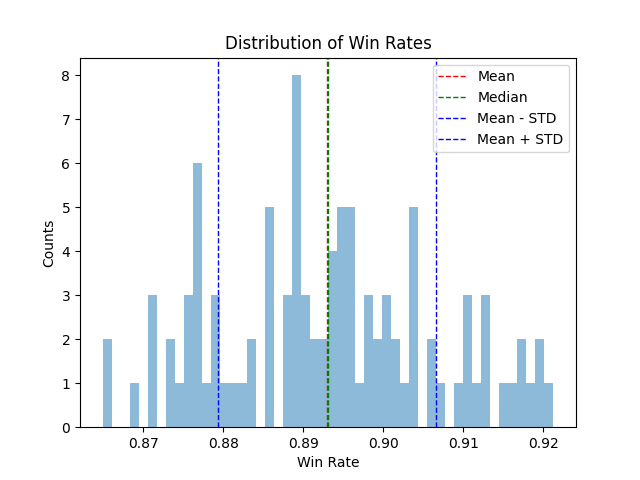 Distribution of Win Rates
Mean
Median
Mean - STD
Mean + STD
8
7
6
5
4
3
2
1
0
Counts
0.87 0.88 0.89 0.90 0.91 0.92
Win Rate